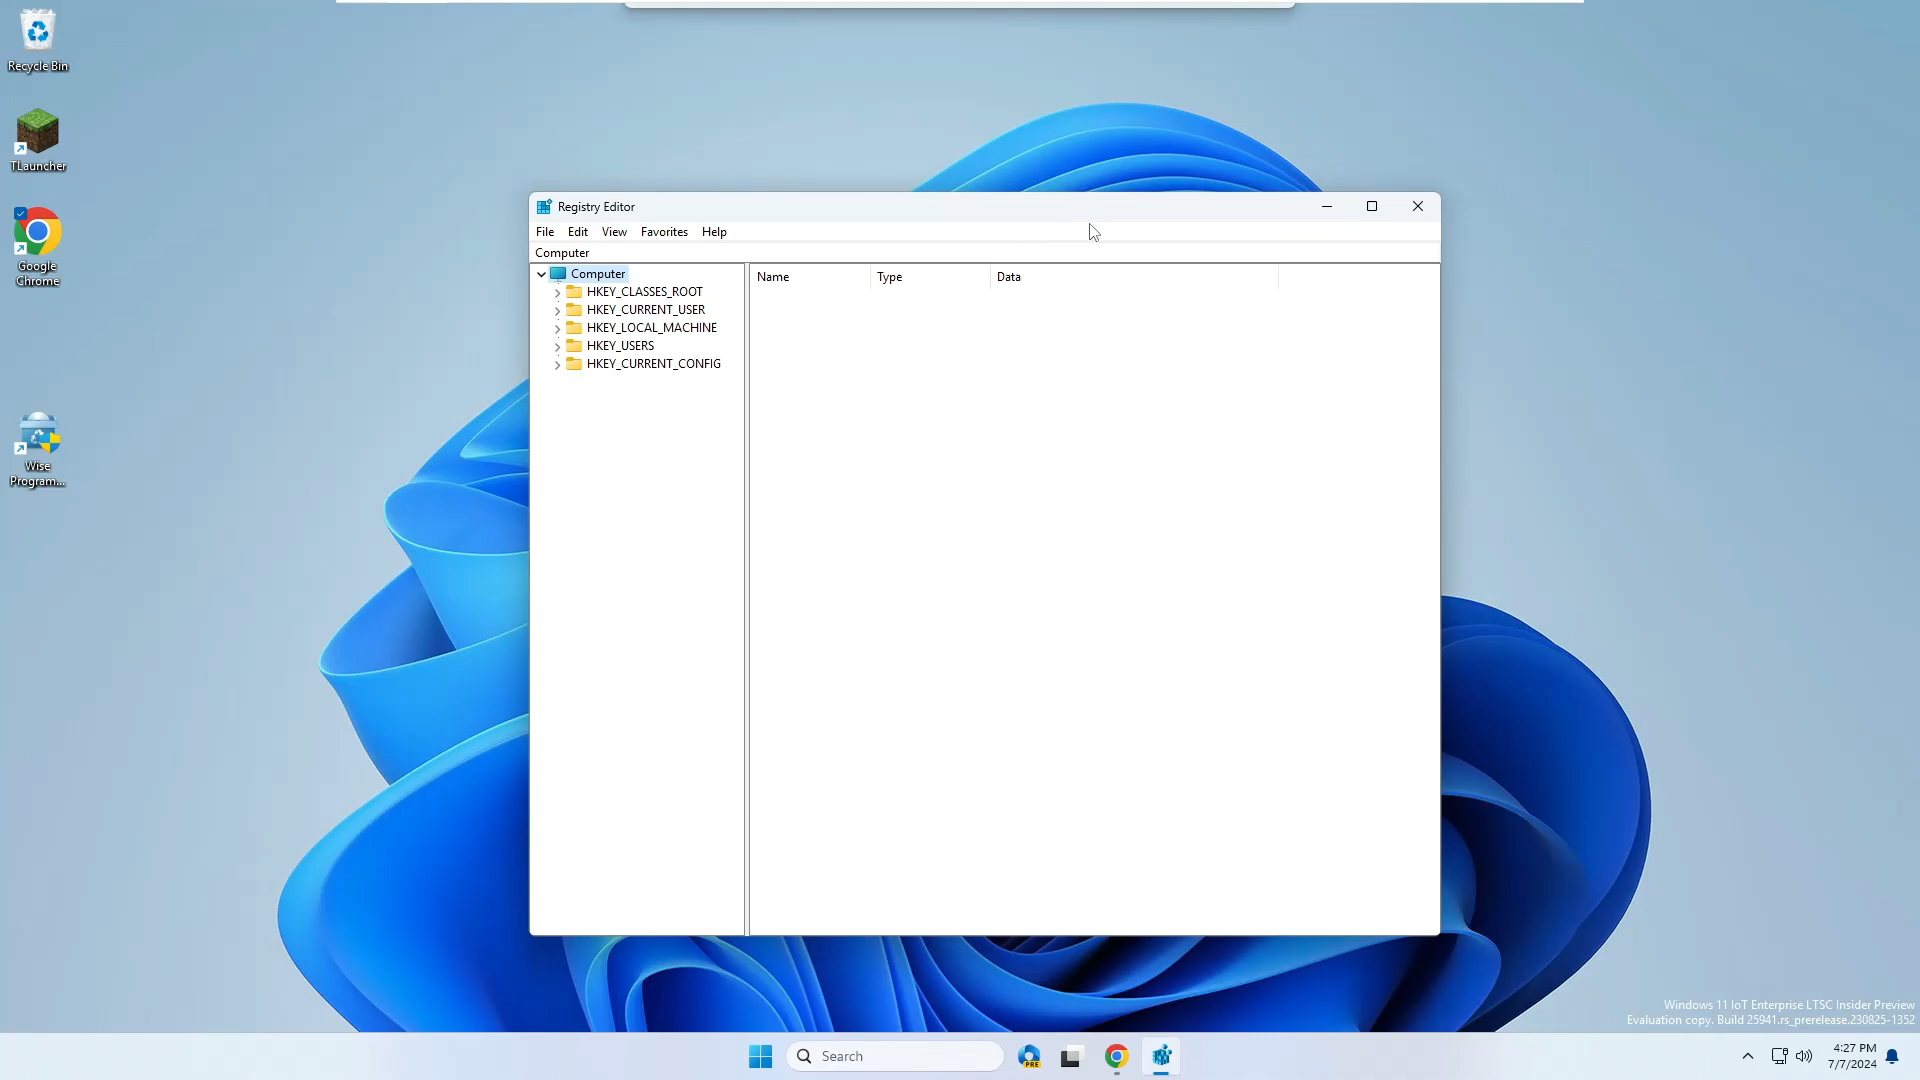 Recycle Bin
TLauncher
Google
Chrome
Wise
Program...
Registry Editor
File Edit View Favorites Help
Computer
Computer
HKEY_CLASSES_ROOT
HKEY_CURRENT_USER
HKEY_LOCAL_MACHINE
HKEY_USERS
HKEY_CURRENT_CONFIG
Name Type Data
Windows 11 IoT Enterprise LTSC Insider Preview
Evaluation copy. Build 25941.rs_prerelease.230825-1352
Search
PRE
4:27 PM
7/7/2024